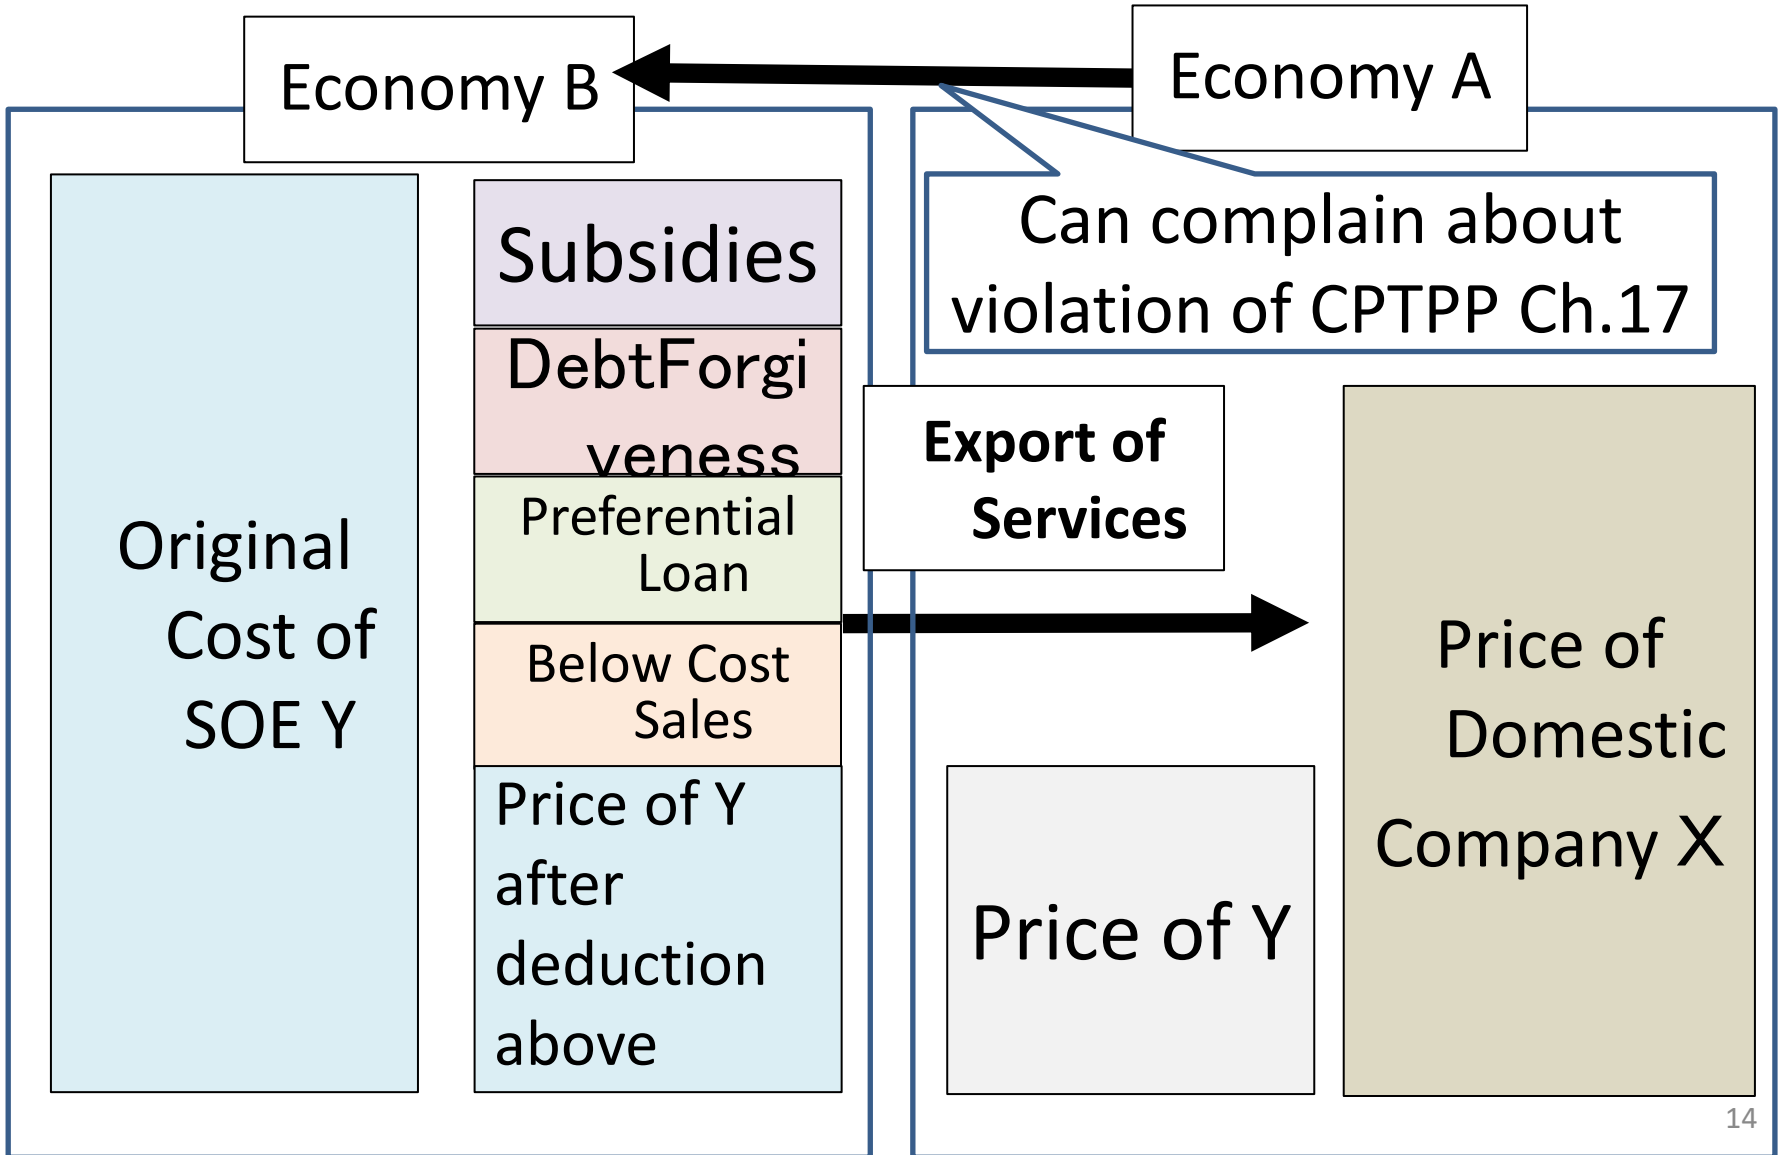 Economy B
Economy A
Original
Cost of
SOE Y
Subsidies
DebtForgi
veness
Preferential
Loan
Below Cost
Sales
Price of Y
after
deduction
above
Can complain about
violation of CPTPP Ch.17
Export of
Services
Price of Y
Price of
Domestic
Company X
14